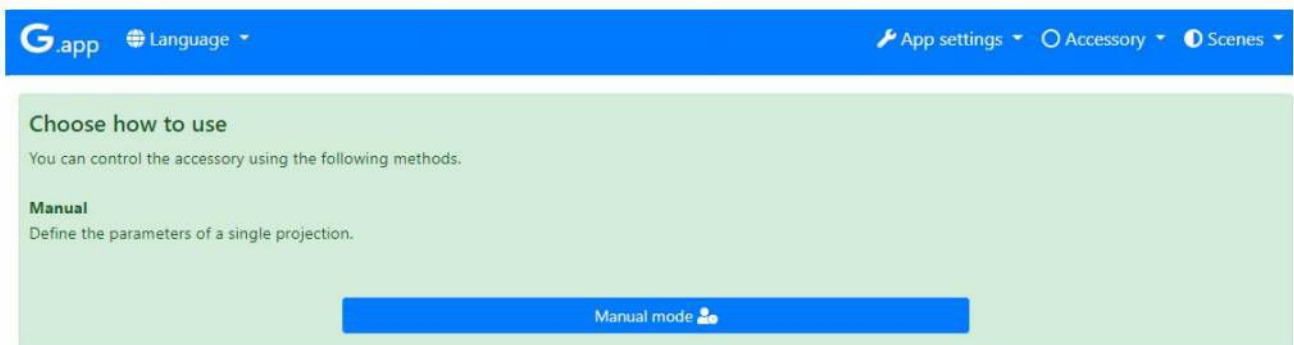 G.app Language App settings Accessory Scenes
Choose how to use
You can control the accessory using the following methods.
Manual
Define the parameters of a single projection.
Manual mode